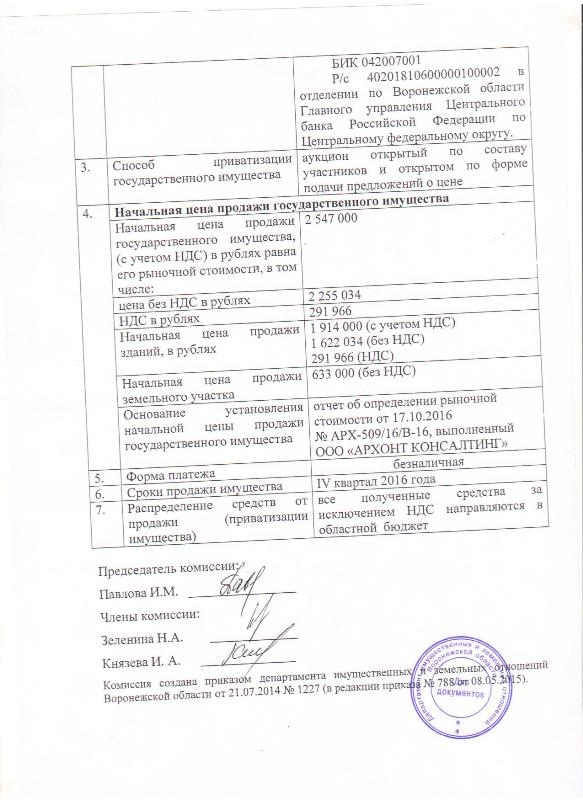 БИК 042007001
Р/с 40201810600000100002 в
отделении по Воронежской области
Главного управления Центрального
банка Российской Федерации по
Центральному федеральному округу.
3.
Способ приватизации
государственного имущества
аукцион открытый по составу
участников и открытом по форме
подачи предложений о цене
4.
Начальная цена продажи государственного имущества
Начальная цена продажи
государственного имущества,
(с учетом НДС) в рублях равна
его рыночной стоимости, в том
числе:
2 547 000
цена без НДС в рублях
2 255 034
НДС в рублях
291 966
Начальная цена продажи
зданий, в рублях
1 914 000 (с учетом НДС)
1 622 034 (без НДС)
291 966 (НДС)
Начальная цена продажи
земельного участка
633 000 (без НДС)
Основание установления
начальной цены продажи
государственного имущества
отчет об определении рыночной
стоимости от 17.10.2016
№ АРХ-509/16/В-16, выполненный
ООО «АРХОНТ КОНСАЛТИНГ»
5.
Форма платежа
безналичная
6.
Сроки продажи имущества
IV квартал 2016 года
7.
Распределение средств от
продажи (приватизации
имущества)
все полученные средства за
исключением НДС направляются в
областной бюджет
Председатель комиссии:
Павлова И.М.
Члены комиссии:
Зеленина Н.А.
Князева И. А.
Комиссия создана приказом департамента имущественных и земельных отношений
Воронежской области от 21.07.2014 № 1227 (в редакции приказа № 788 от 08.05.2015).
Департамент имущественных и земельных отношений
Воронежской области
Для
документов